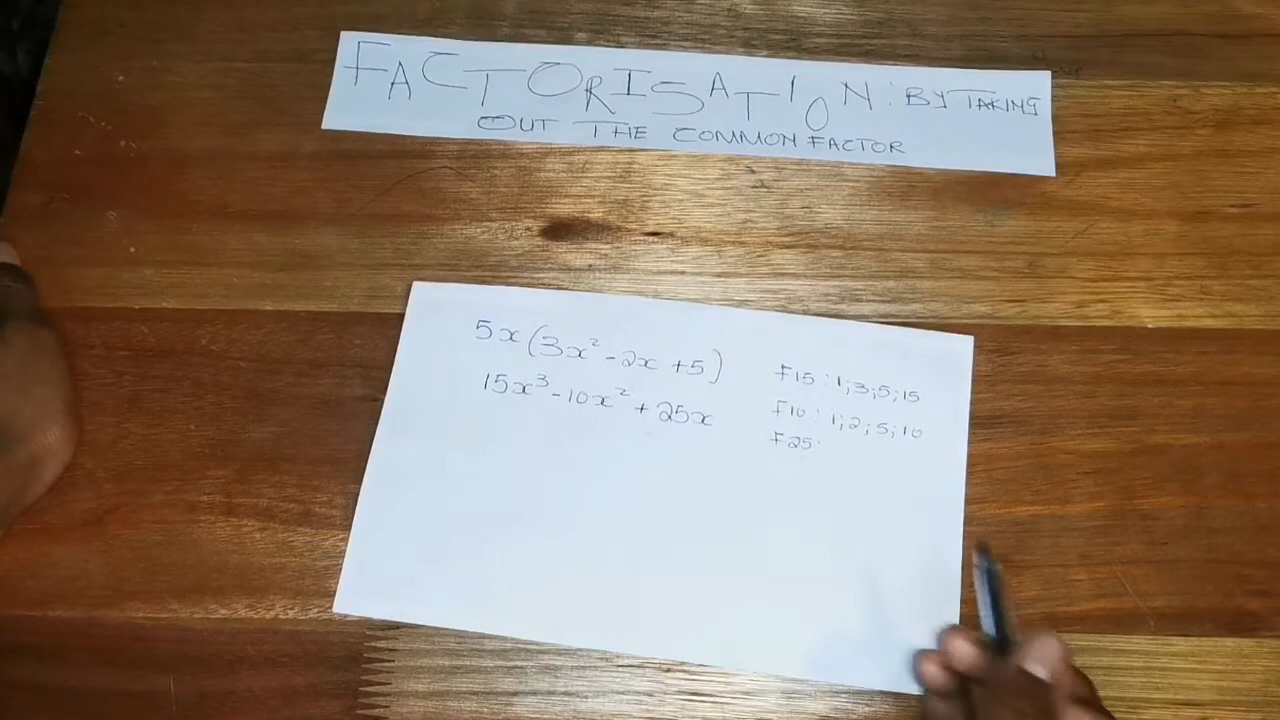 FACTORISATION: BY TAKING
OUT THE COMMON FACTOR
5x(3x² - 2x + 5)
15x³ - 10x² + 25x
F15 : 1; 3; 5; 15
F10 : 1; 2; 5; 10
F25: